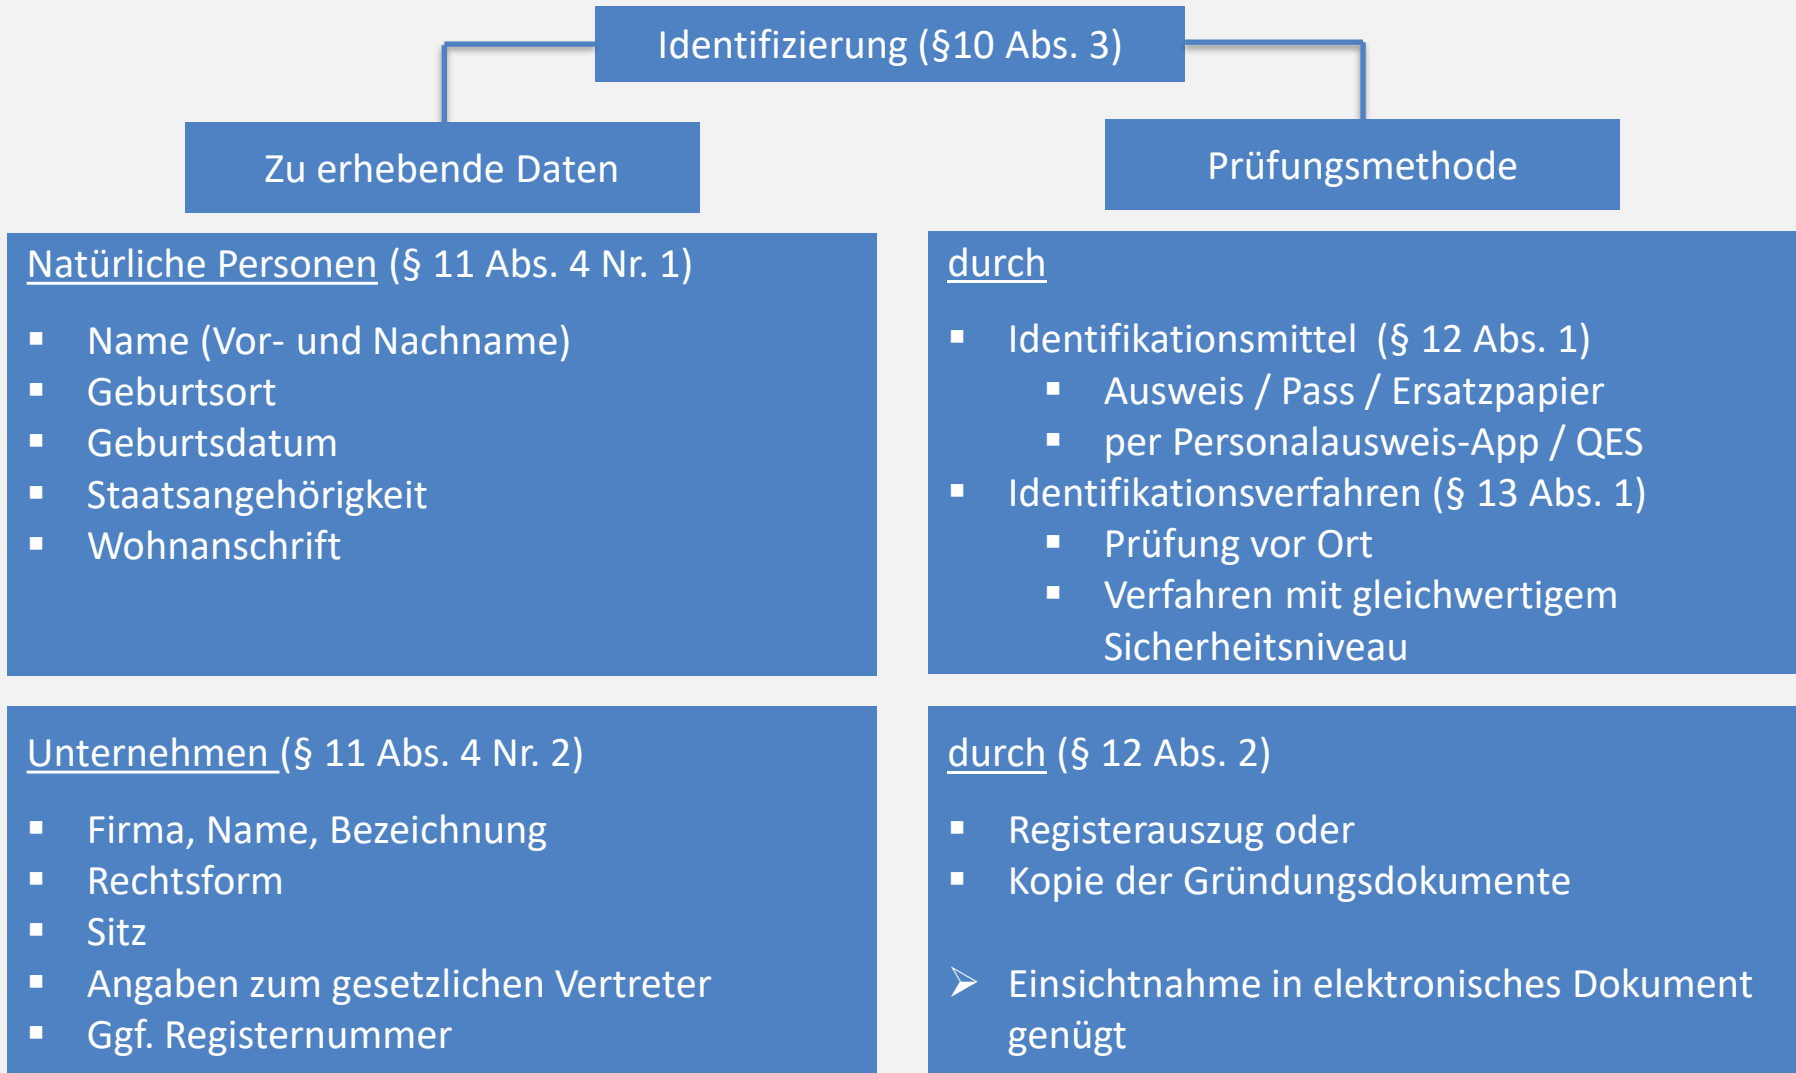 Identifizierung (§10 Abs. 3)
Zu erhebende Daten
Prüfungsmethode
Natürliche Personen (§ 11 Abs. 4 Nr. 1)
▪ Name (Vor- und Nachname)
▪ Geburtsort
▪ Geburtsdatum
▪ Staatsangehörigkeit
▪ Wohnanschrift
durch
▪ Identifikationsmittel (§ 12 Abs. 1)
▪ Ausweis / Pass / Ersatzpapier
▪ per Personalausweis-App / QES
▪ Identifikationsverfahren (§ 13 Abs. 1)
▪ Prüfung vor Ort
▪ Verfahren mit gleichwertigem
Sicherheitsniveau
Unternehmen (§ 11 Abs. 4 Nr. 2)
▪ Firma, Name, Bezeichnung
▪ Rechtsform
▪ Sitz
▪ Angaben zum gesetzlichen Vertreter
▪ Ggf. Registernummer
durch (§ 12 Abs. 2)
▪ Registerauszug oder
▪ Kopie der Gründungsdokumente
➢ Einsichtnahme in elektronisches Dokument
genügt